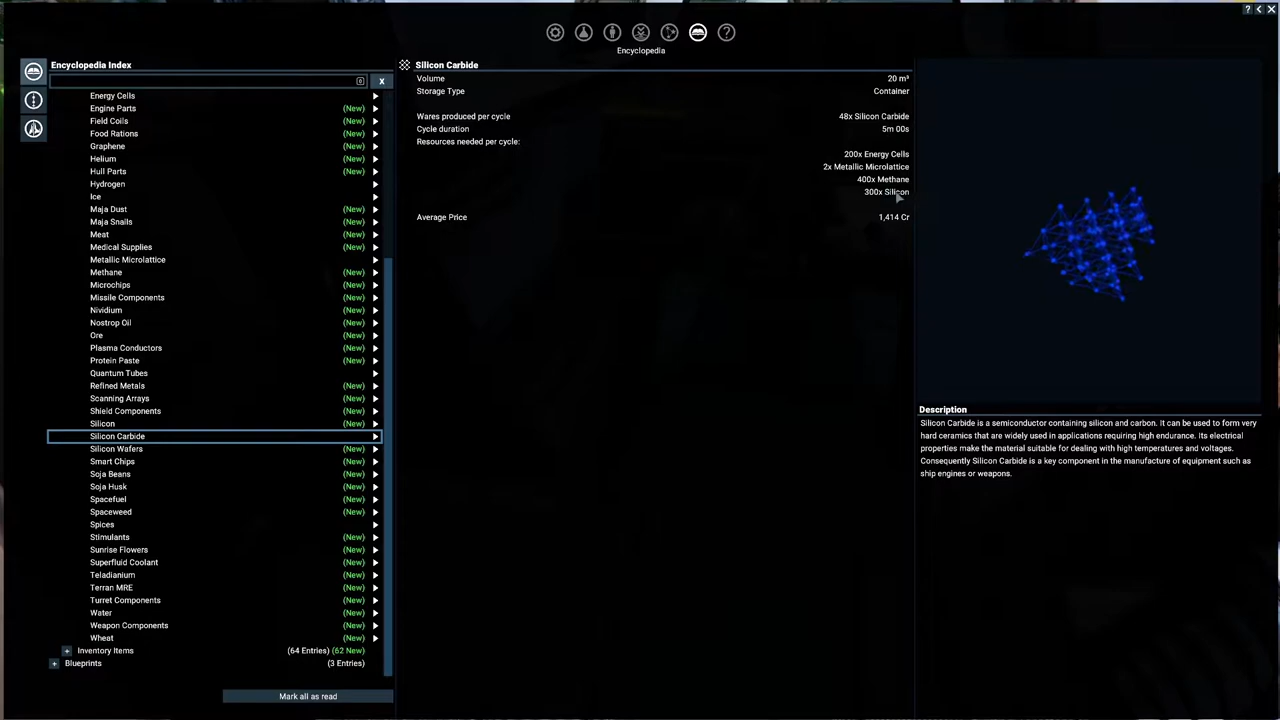 Encyclopedia
Encyclopedia Index
X
Energy Cells
Engine Parts (New)
Field Coils (New)
Food Rations (New)
Graphene (New)
Helium (New)
Hull Parts (New)
Hydrogen
Ice
Maja Dust (New)
Maja Snails (New)
Meat (New)
Medical Supplies (New)
Metallic Microlattice
Methane (New)
Microchips (New)
Missile Components (New)
Nividium (New)
Nostrop Oil (New)
Ore (New)
Plasma Conductors (New)
Protein Paste (New)
Quantum Tubes
Refined Metals (New)
Scanning Arrays (New)
Shield Components (New)
Silicon (New)
Silicon Carbide
Silicon Wafers (New)
Smart Chips (New)
Soja Beans (New)
Soja Husk (New)
Spacefuel (New)
Spaceweed (New)
Spices
Stimulants (New)
Sunrise Flowers (New)
Superfluid Coolant (New)
Teladianium (New)
Terran MRE (New)
Turret Components (New)
Water (New)
Weapon Components (New)
Wheat (New)
Inventory Items (64 Entries) (62 New)
Blueprints (3 Entries)
Mark all as read
Silicon Carbide
Volume 20 m³
Storage Type Container
Wares produced per cycle 48x Silicon Carbide
Cycle duration 5m 00s
Resources needed per cycle:
200x Energy Cells
2x Metallic Microlattice
400x Methane
300x Silicon
Average Price 1,414 Cr
Description
Silicon Carbide is a semiconductor containing silicon and carbon. It can be used to form very
hard ceramics that are widely used in applications requiring high endurance. Its electrical
properties make the material suitable for dealing with high temperatures and voltages.
Consequently Silicon Carbide is a key component in the manufacture of equipment such as
ship engines or weapons.